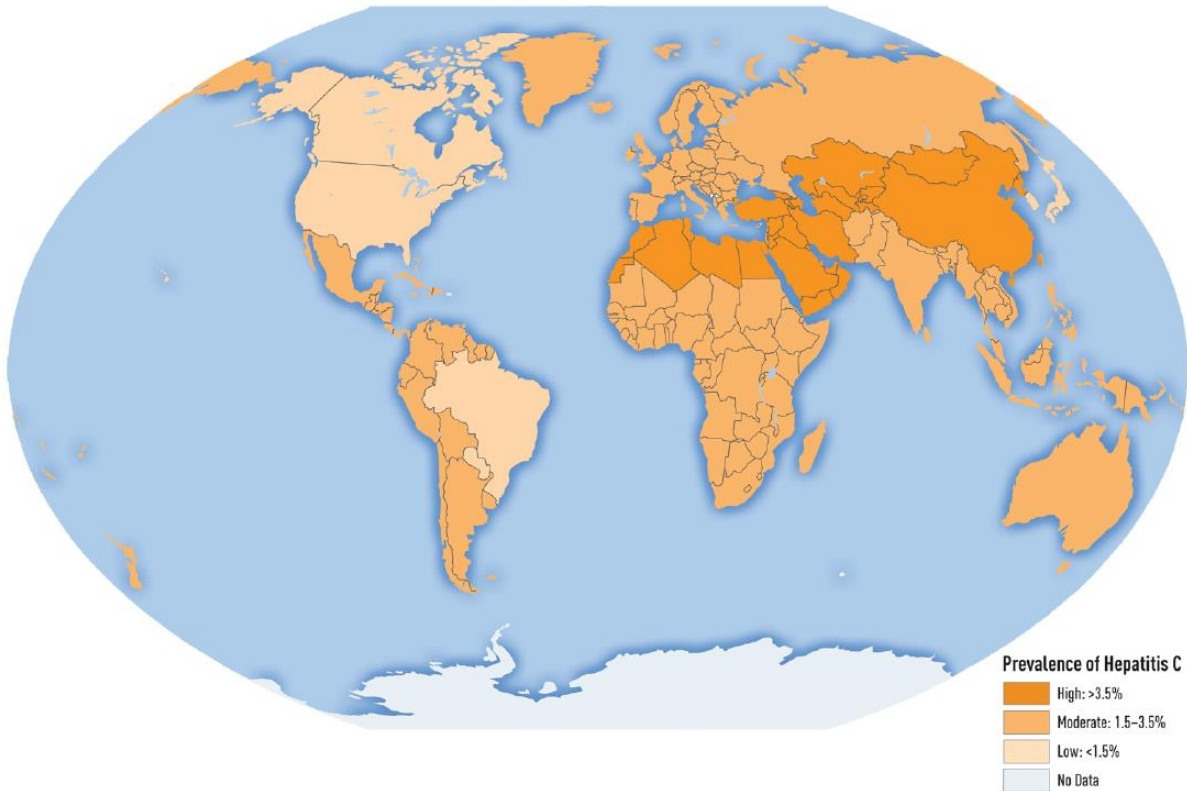 Prevalence of Hepatitis C
High: >3.5%
Moderate: 1.5–3.5%
Low: <1.5%
No Data